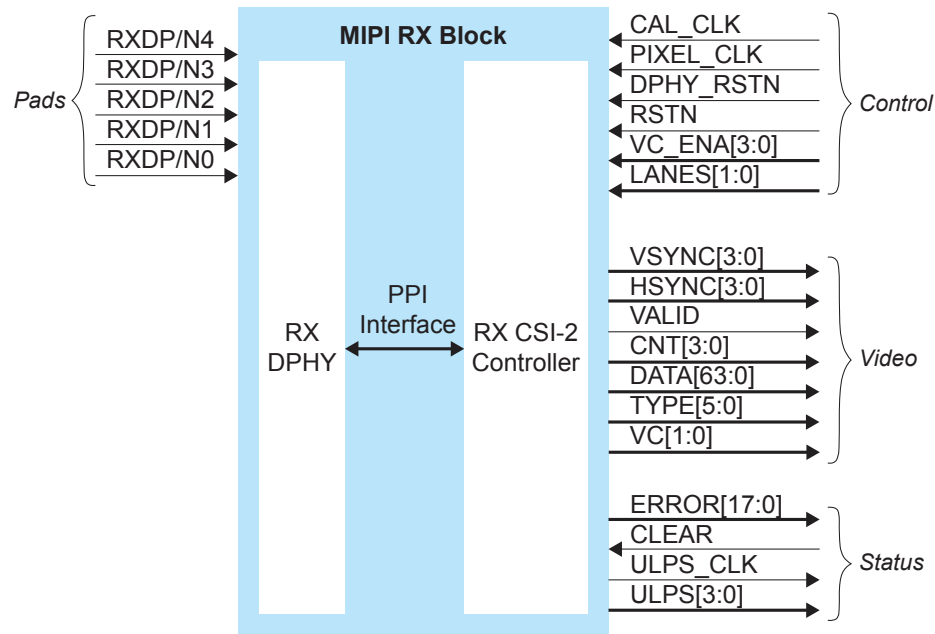 MIPI RX Block
Pads
RXDP/N4
RXDP/N3
RXDP/N2
RXDP/N1
RXDP/N0
RX
DPHY
PPI
Interface
RX CSI-2
Controller
CAL_CLK
PIXEL_CLK
DPHY_RSTN
RSTN
VC_ENA[3:0]
LANES[1:0]
Control
VSYNC[3:0]
HSYNC[3:0]
VALID
CNT[3:0]
DATA[63:0]
TYPE[5:0]
VC[1:0]
Video
ERROR[17:0]
CLEAR
ULPS_CLK
ULPS[3:0]
Status